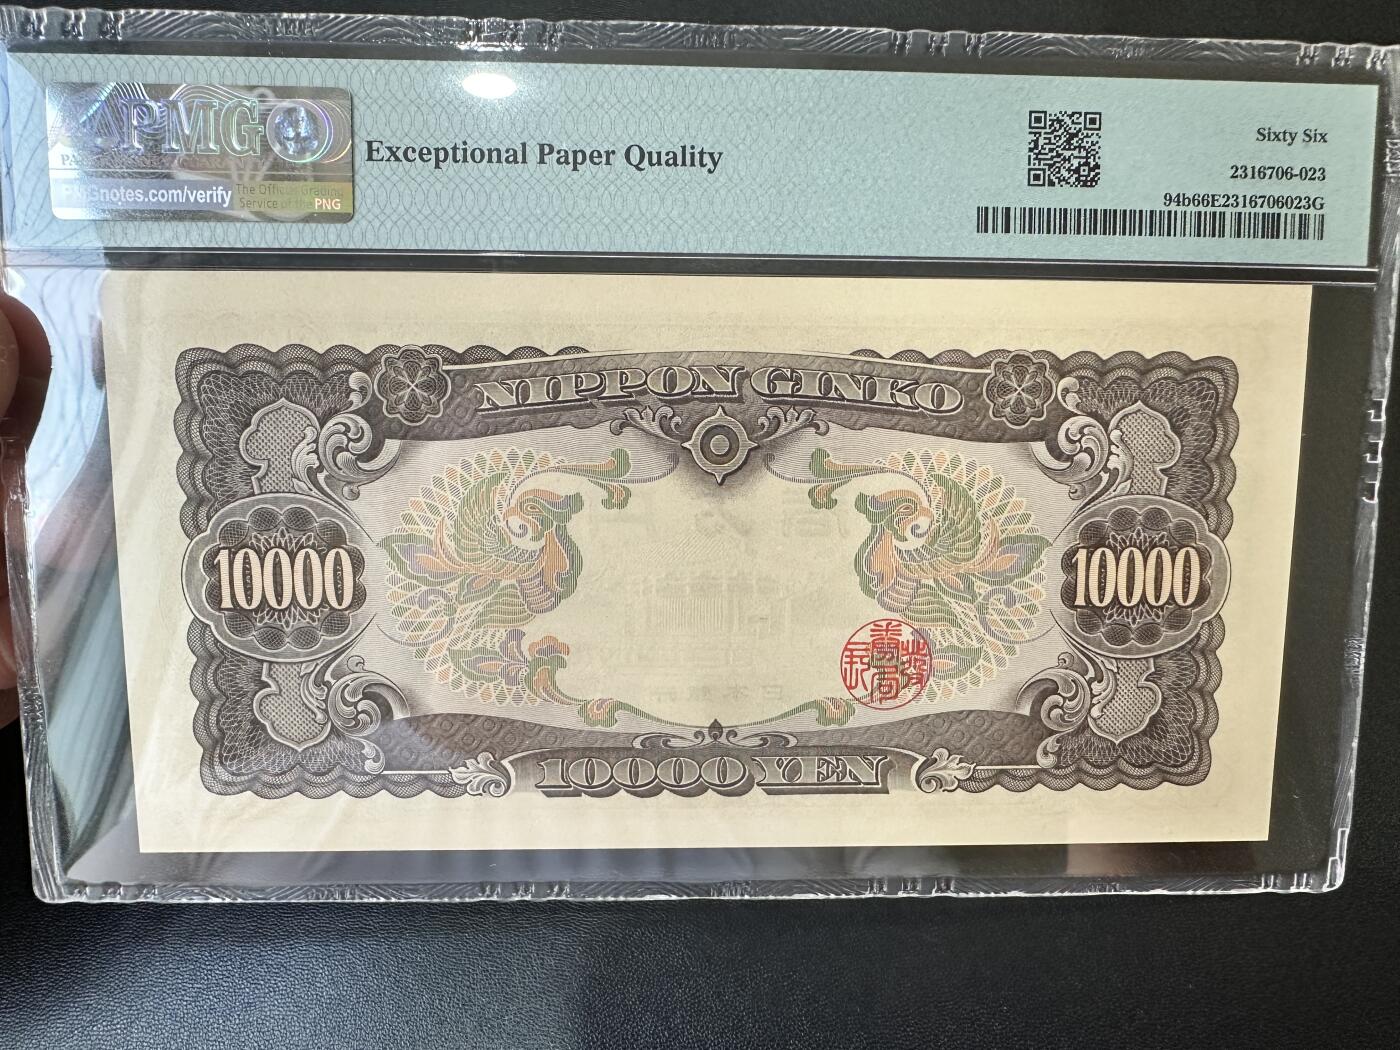 PMG
PMGnotes.com/verify
The Official Grading
Service of the PNG
Exceptional Paper Quality
Sixty Six
2316706-023
94b66E2316706023G
NIPPON GINKO
10000
10000
10000 YEN